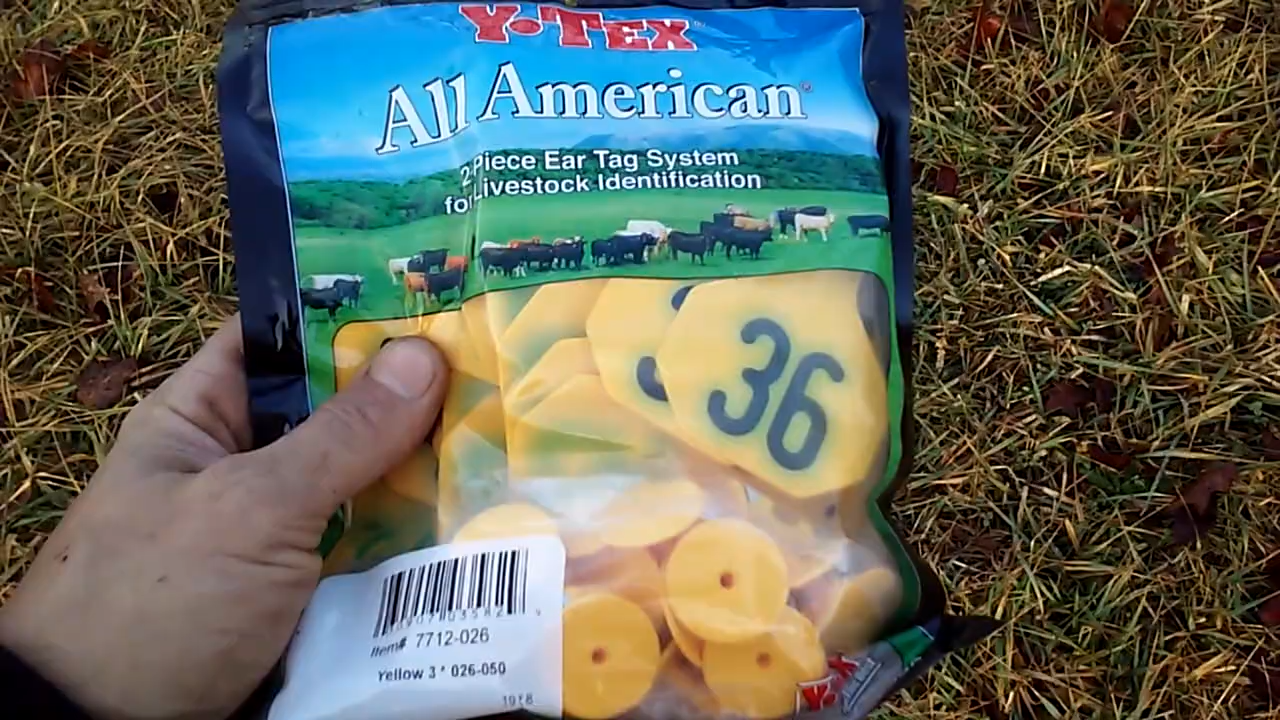 Y-TEX
All American®
2 Piece Ear Tag System
for Livestock Identification
36
Item# 7712-026
Yellow 3 * 026-050
Y-TEX